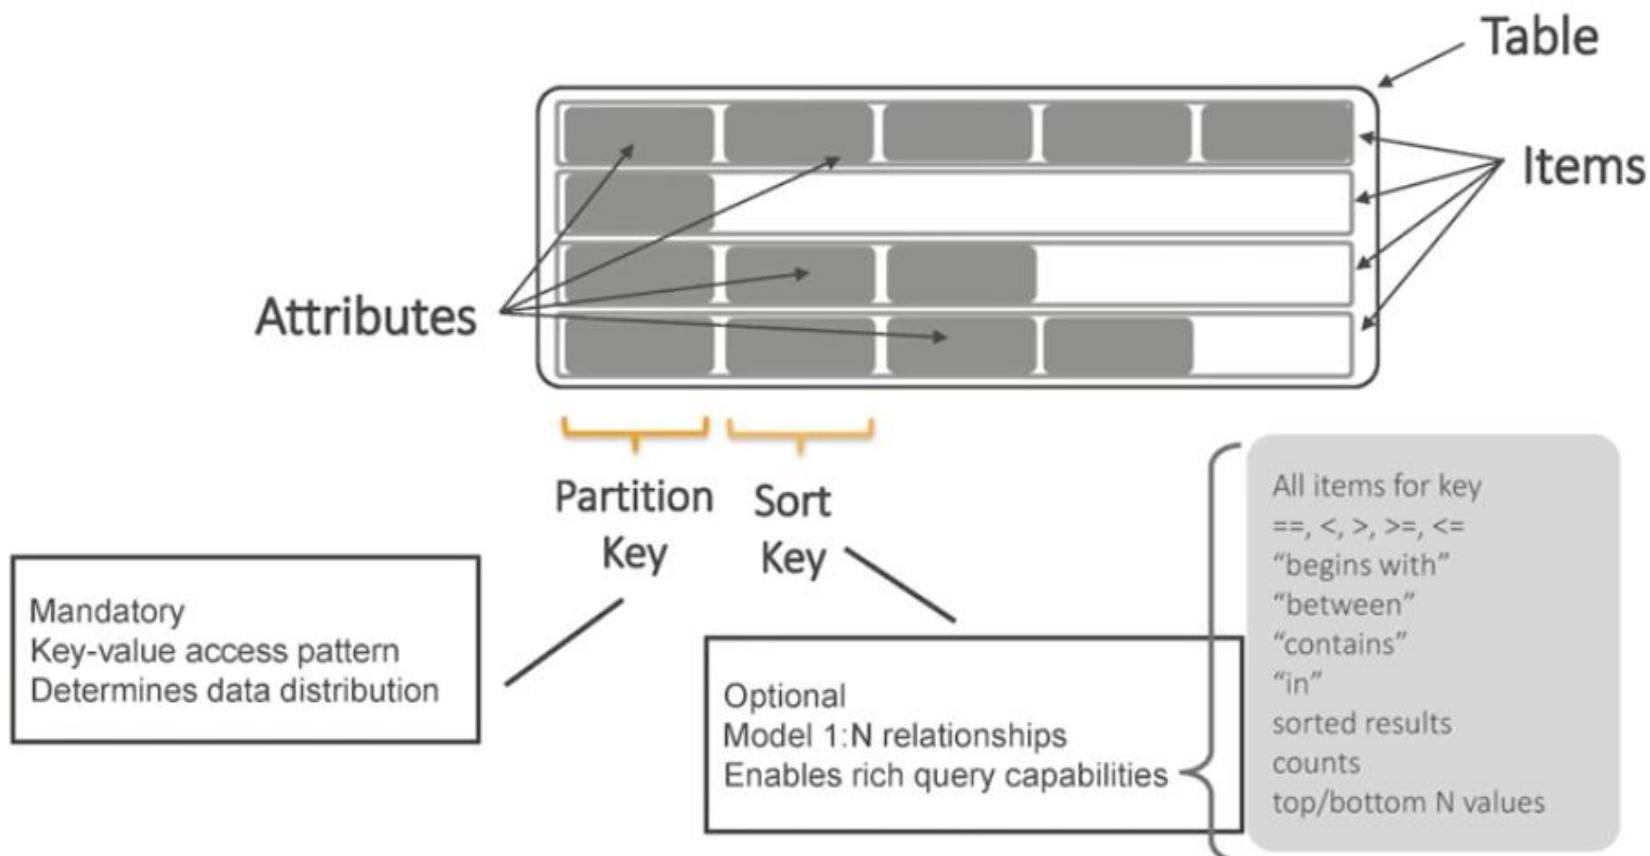 Table
Items
Attributes
Partition
Key
Sort
Key
Mandatory
Key-value access pattern
Determines data distribution
Optional
Model 1:N relationships
Enables rich query capabilities
All items for key
==, <, >, >=, <=
“begins with”
“between”
“contains”
“in”
sorted results
counts
top/bottom N values